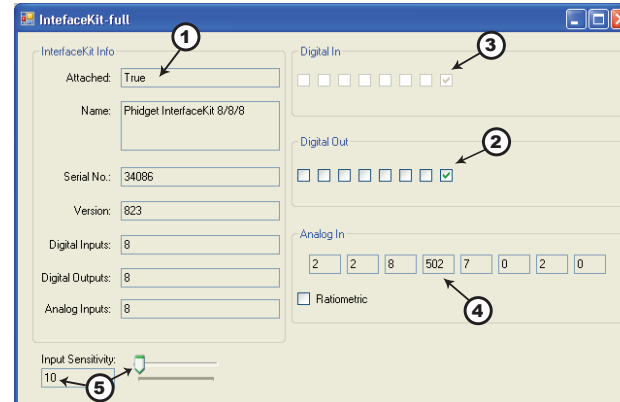 IntefaceKit-full
1
InterfaceKit Info
Attached: True
Name: Phidget InterfaceKit 8/8/8
Serial No.: 34086
Version: 823
Digital Inputs: 8
Digital Outputs: 8
Analog Inputs: 8
Input Sensitivity:
10
5
Digital In
3
Digital Out
2
Analog In
2 2 8 502 7 0 2 0
Ratiometric
4